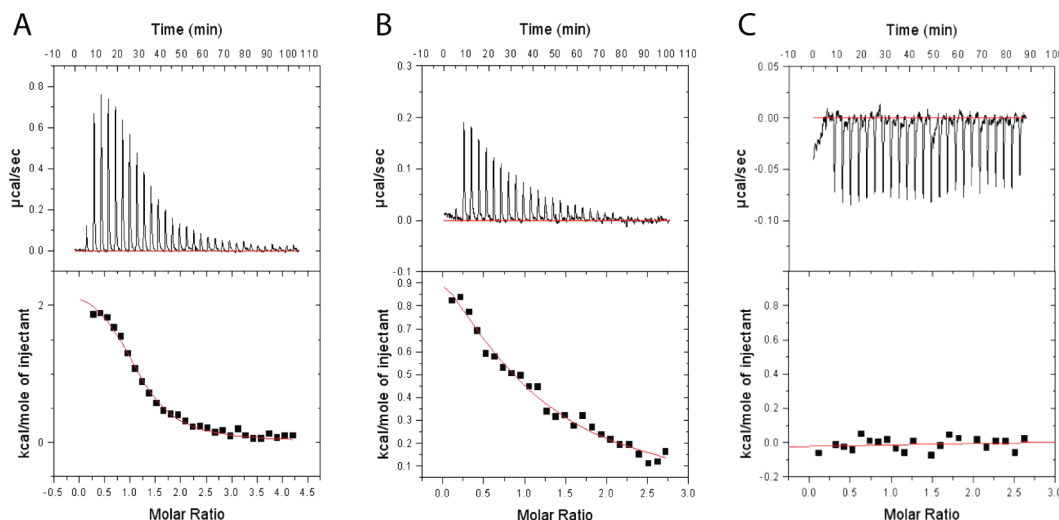 A
Time (min)
-10 0 10 20 30 40 50 60 70 80 90 100 110
0.8
0.6
0.4
0.2
0.0
µcal/sec
2
0
kcal/mole of injectant
-0.5 0.0 0.5 1.0 1.5 2.0 2.5 3.0 3.5 4.0 4.5
Molar Ratio
B
Time (min)
-10 0 10 20 30 40 50 60 70 80 90 100 110
0.3
0.2
0.1
0.0
-0.1
µcal/sec
0.9
0.8
0.7
0.6
0.5
0.4
0.3
0.2
0.1
kcal/mole of injectant
0.0 0.5 1.0 1.5 2.0 2.5 3.0
Molar Ratio
C
Time (min)
-10 0 10 20 30 40 50 60 70 80 90 100
0.05
0.00
-0.05
-0.10
µcal/sec
0.8
0.6
0.4
0.2
0.0
-0.2
kcal/mole of injectant
0.0 0.5 1.0 1.5 2.0 2.5 3.0
Molar Ratio